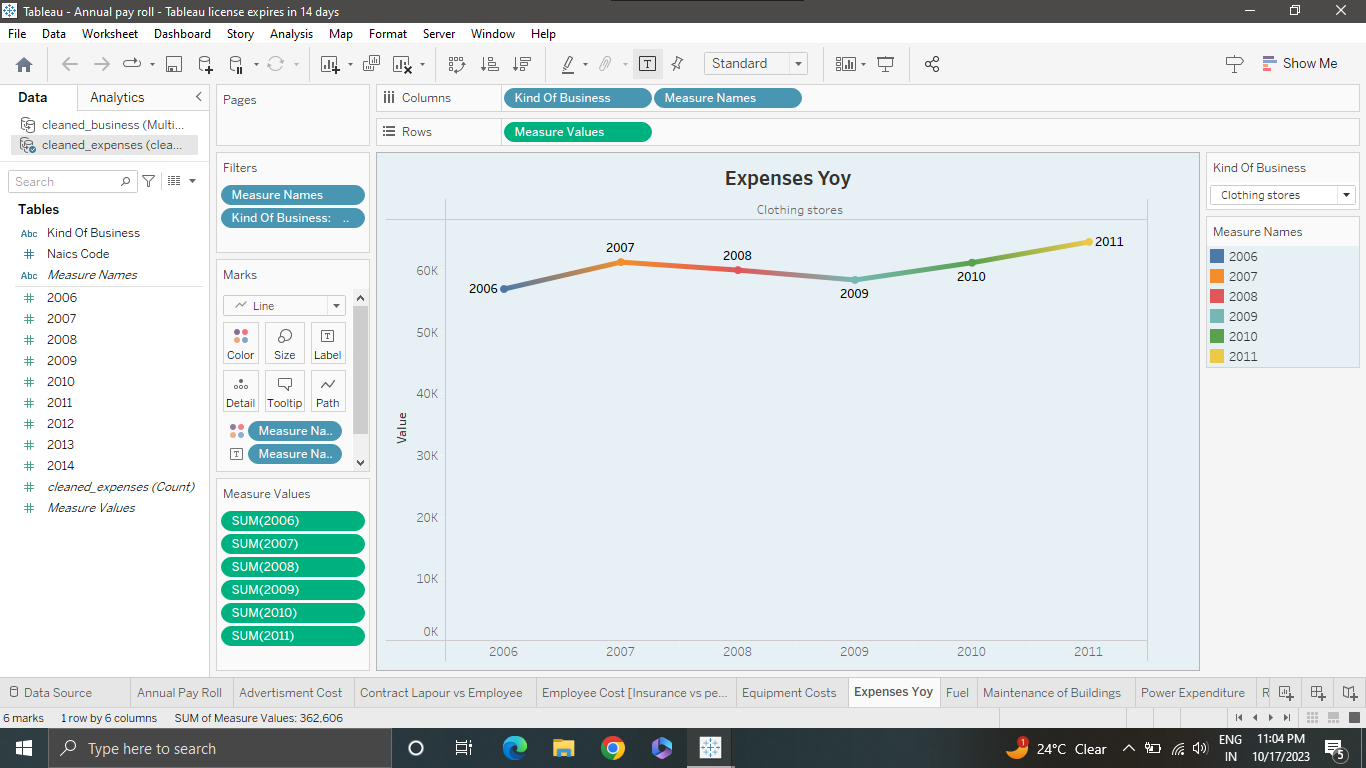 Tableau - Annual pay roll - Tableau license expires in 14 days
File Data Worksheet Dashboard Story Analysis Map Format Server Window Help
Standard
Show Me
Data Analytics
cleaned_business (Multi...
cleaned_expenses (clea...
Search
Tables
Abc Kind Of Business
# Naics Code
Abc Measure Names
# 2006
# 2007
# 2008
# 2009
# 2010
# 2011
# 2012
# 2013
# 2014
# cleaned_expenses (Count)
# Measure Values
Pages
Filters
Measure Names
Kind Of Business: ..
Marks
Line
Color Size Label
Detail Tooltip Path
Measure Na..
Measure Na..
Measure Values
SUM(2006)
SUM(2007)
SUM(2008)
SUM(2009)
SUM(2010)
SUM(2011)
Columns Kind Of Business Measure Names
Rows Measure Values
Expenses Yoy
Clothing stores
60K
50K
40K
30K
20K
10K
0K
Value
2006
2007
2008
2009
2010
2011
2006 2007 2008 2009 2010 2011
Kind Of Business
Clothing stores
Measure Names
2006
2007
2008
2009
2010
2011
Data Source Annual Pay Roll Advertisment Cost Contract Lapour vs Employee Employee Cost [Insurance vs pe... Equipment Costs Expenses Yoy Fuel Maintenance of Buildings Power Expenditure R
6 marks 1 row by 6 columns SUM of Measure Values: 362,606
Type here to search
1
24°C Clear
ENG
IN
11:04 PM
10/17/2023
5